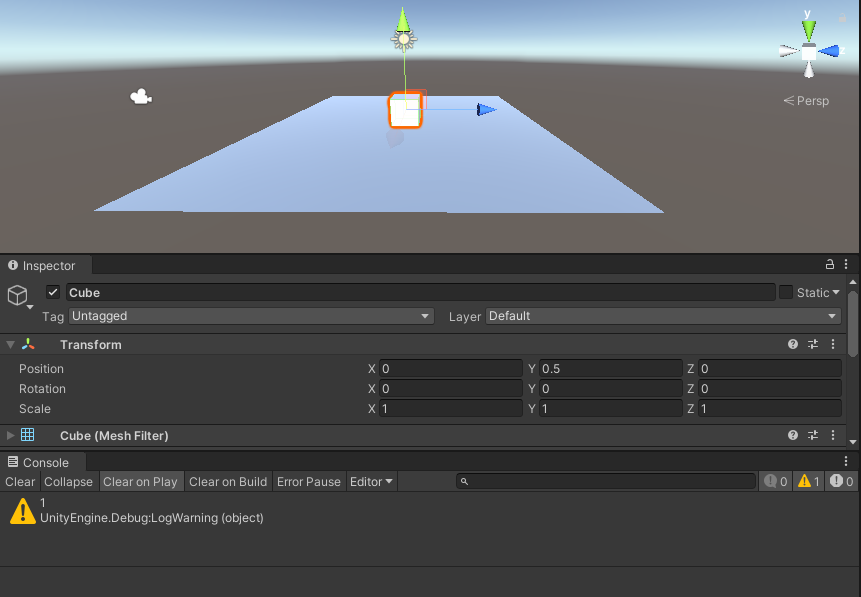 y
z
Persp
Inspector
Cube
Static
Tag Untagged Layer Default
Transform
Position X 0 Y 0.5 Z 0
Rotation X 0 Y 0 Z 0
Scale X 1 Y 1 Z 1
Cube (Mesh Filter)
Console
Clear Collapse Clear on Play Clear on Build Error Pause Editor 0 1 0
1
UnityEngine.Debug:LogWarning (object)